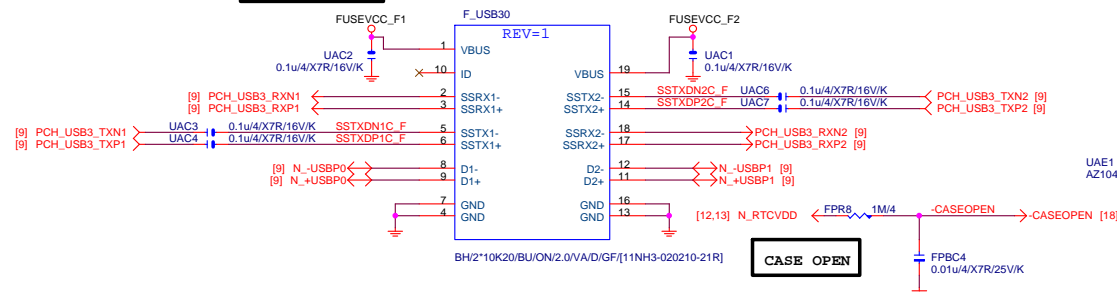 FUSEVCC_F1 F_USB30 FUSEVCC_F2
REV=1
1 VBUS
UAC2
0.1u/4/X7R/16V/K
UAC1
0.1u/4/X7R/16V/K
10 ID VBUS 19
[9] PCH_USB3_RXN1 2 SSRX1- SSTX2- 15 SSTXDN2C_F UAC6 0.1u/4/X7R/16V/K PCH_USB3_TXN2 [9]
[9] PCH_USB3_RXP1 3 SSRX1+ SSTX2+ 14 SSTXDP2C_F UAC7 0.1u/4/X7R/16V/K PCH_USB3_TXP2 [9]
[9] PCH_USB3_TXN1 UAC3 0.1u/4/X7R/16V/K SSTXDN1C_F 5 SSTX1- SSRX2- 18 PCH_USB3_RXN2 [9]
[9] PCH_USB3_TXP1 UAC4 0.1u/4/X7R/16V/K SSTXDP1C_F 6 SSTX1+ SSRX2+ 17 PCH_USB3_RXP2 [9]
[9] N_-USBP0 8 D1- D2- 12 N_-USBP1 [9]
[9] N_+USBP0 9 D1+ D2+ 11 N_+USBP1 [9]
UAE1
AZ104
7 GND GND 16
4 GND GND 13
[12,13] N_RTCVDD FPR8 1M/4 -CASEOPEN -CASEOPEN [18]
BH/2*10K20/BU/ON/2.0/VA/D/GF/[11NH3-020210-21R]
CASE OPEN
FPBC4
0.01u/4/X7R/25V/K